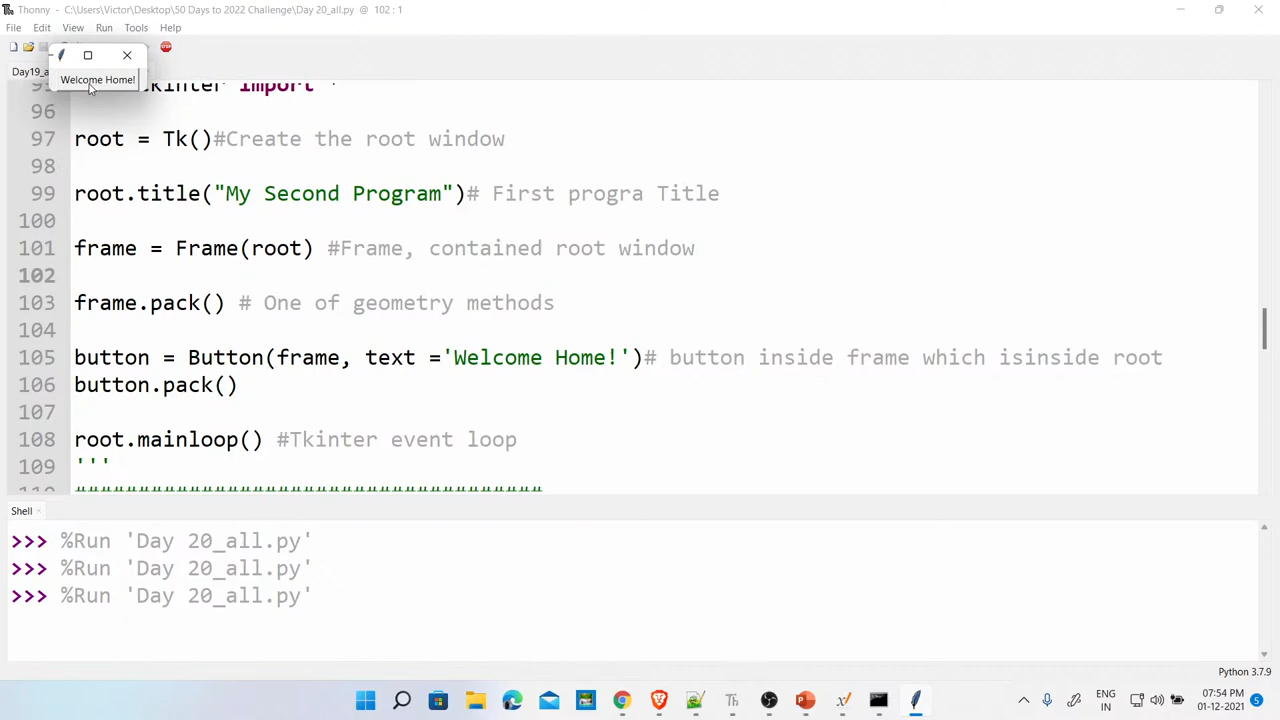 Thonny - C:\Users\Victor\Desktop\50 Days to 2022 Challenge\Day 20_all.py @ 102 : 1
File Edit View Run Tools Help
Day19_a
Welcome Home!
import *
96
97 root = Tk()#Create the root window
98
99 root.title("My Second Program")# First progra Title
100
101 frame = Frame(root) #Frame, contained root window
102
103 frame.pack() # One of geometry methods
104
105 button = Button(frame, text ='Welcome Home!')# button inside frame which isinside root
106 button.pack()
107
108 root.mainloop() #Tkinter event loop
109 '''
#####################################
Shell
>>> %Run 'Day 20_all.py'
>>> %Run 'Day 20_all.py'
>>> %Run 'Day 20_all.py'
Python 3.7.9
ENG
IN
07:54 PM
01-12-2021
5